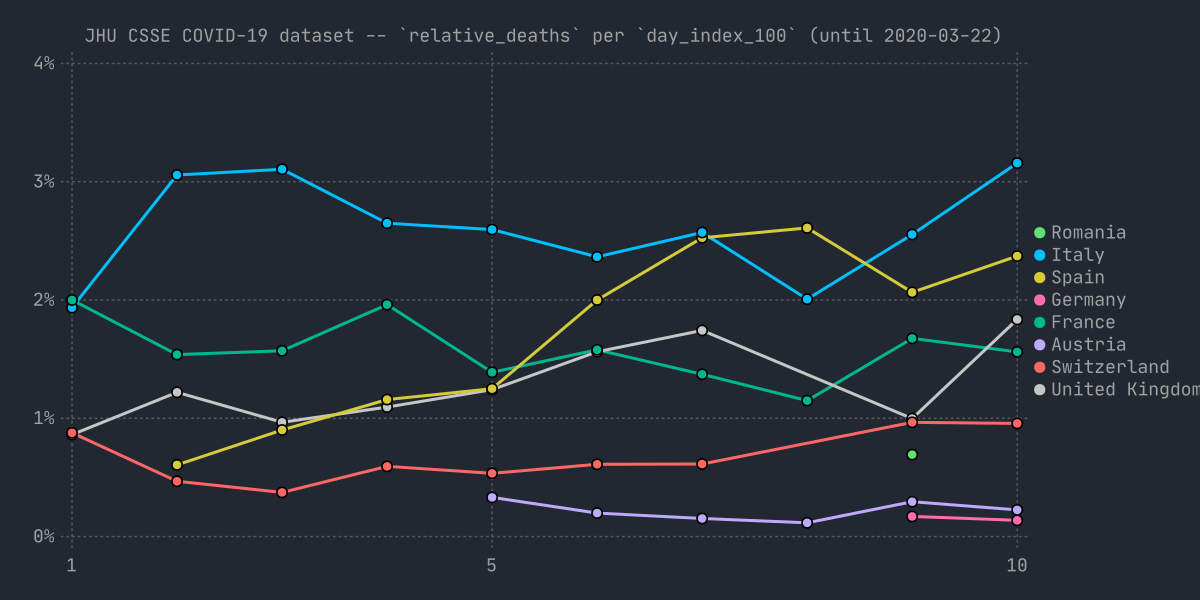 JHU CSSE COVID-19 dataset -- `relative_deaths` per `day_index_100` (until 2020-03-22)
4%
3%
2%
1%
0%
1 5 10
Romania
Italy
Spain
Germany
France
Austria
Switzerland
United Kingdom